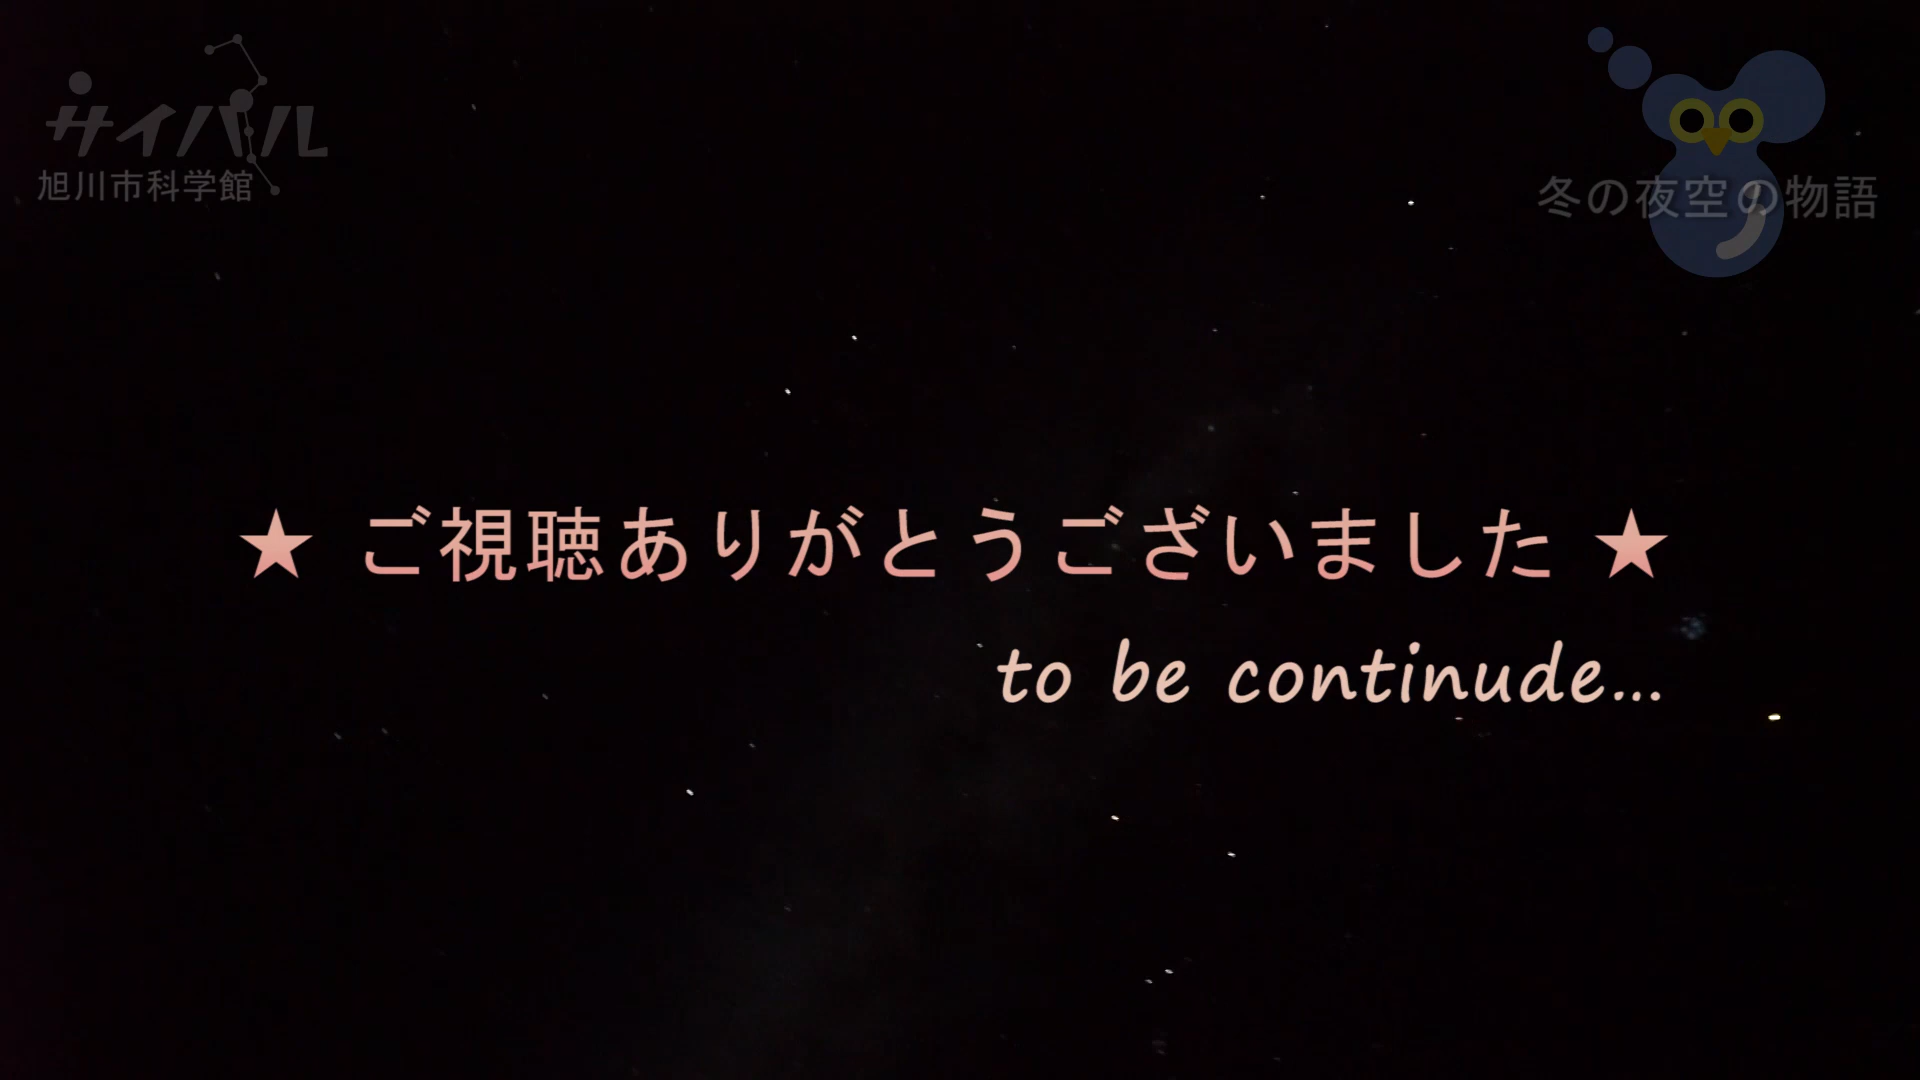 サイパル
旭川市科学館
冬の夜空の物語
★ ご視聴ありがとうございました ★
to be continude...